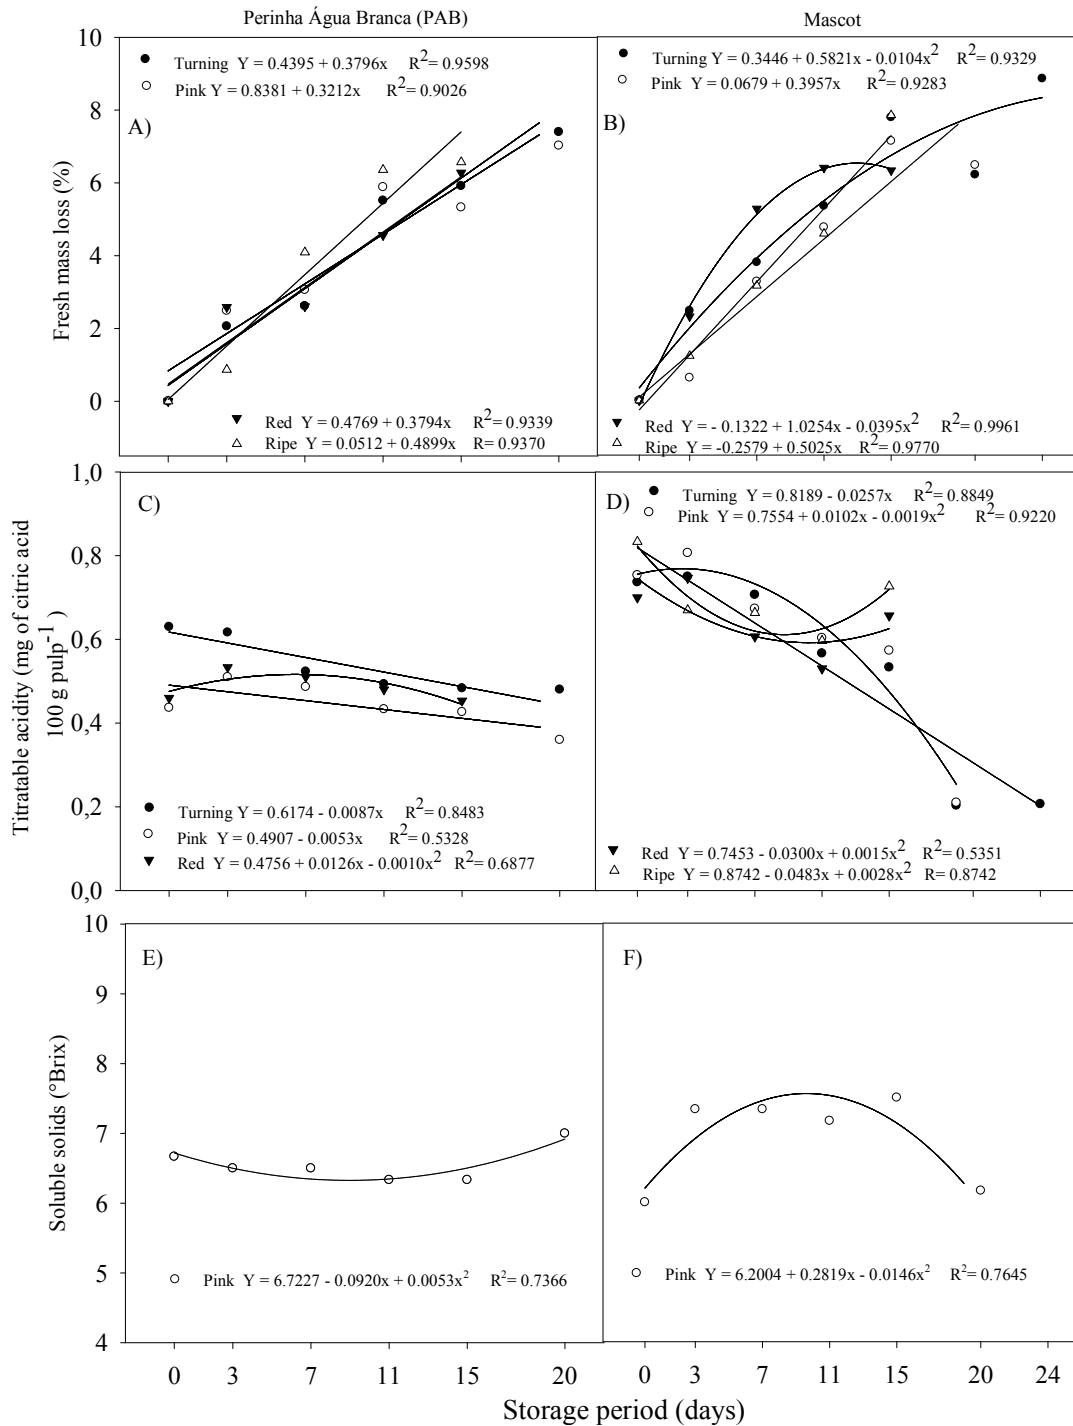 Perinha Água Branca (PAB)
Mascot
Fresh mass loss (%)
10
8
6
4
2
0
A)
Turning Y = 0.4395 + 0.3796x R² = 0.9598
Pink Y = 0.8381 + 0.3212x R² = 0.9026
Red Y = 0.4769 + 0.3794x R² = 0.9339
Ripe Y = 0.0512 + 0.4899x R= 0.9370
B)
Turning Y = 0.3446 + 0.5821x - 0.0104x² R² = 0.9329
Pink Y = 0.0679 + 0.3957x R² = 0.9283
Red Y = - 0.1322 + 1.0254x - 0.0395x² R² = 0.9961
Ripe Y = -0.2579 + 0.5025x R² = 0.9770
Titratable acidity (mg of citric acid
100 g pulp⁻¹
1,0
0,8
0,6
0,4
0,2
0,0
C)
Turning Y = 0.6174 - 0.0087x R² = 0.8483
Pink Y = 0.4907 - 0.0053x R² = 0.5328
Red Y = 0.4756 + 0.0126x - 0.0010x² R² = 0.6877
D)
Turning Y = 0.8189 - 0.0257x R² = 0.8849
Pink Y = 0.7554 + 0.0102x - 0.0019x² R² = 0.9220
Red Y = 0.7453 - 0.0300x + 0.0015x² R² = 0.5351
Ripe Y = 0.8742 - 0.0483x + 0.0028x² R= 0.8742
Soluble solids (°Brix)
10
9
8
7
6
5
4
E)
Pink Y = 6.7227 - 0.0920x + 0.0053x² R² = 0.7366
F)
Pink Y = 6.2004 + 0.2819x - 0.0146x² R² = 0.7645
0 3 7 11 15 20
0 3 7 11 15 20 24
Storage period (days)